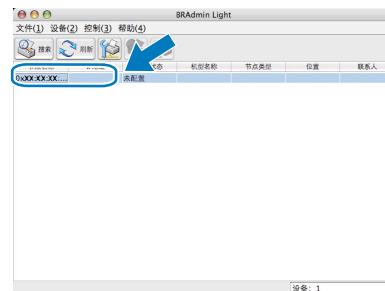 BRAdmin Light
文件(1) 设备(2) 控制(3) 帮助(4)
搜索 刷新
机型名称 节点类型 位置 联系人
0xXX:XX:XX:... 未配置
设备: 1